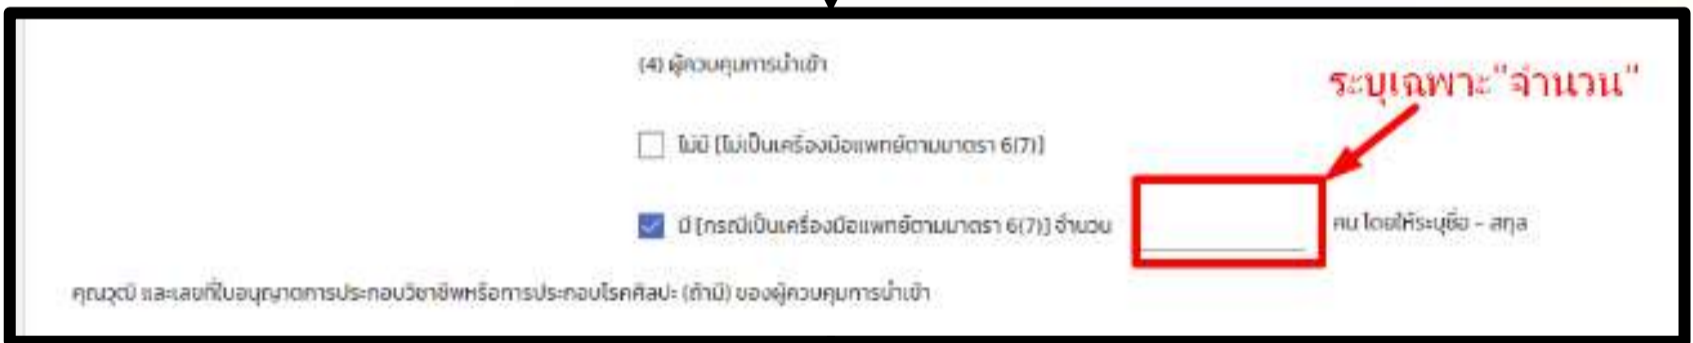 (4) ผู้ควบคุมการนำเข้า
ระบุเฉพาะ"จำนวน"
ไม่มี [ไม่เป็นเครื่องมือแพทย์ตามมาตรา 6(7)]
มี [กรณีเป็นเครื่องมือแพทย์ตามมาตรา 6(7)] จำนวน คน โดยให้ระบุชื่อ - สกุล
คุณวุฒิ และเลขที่ใบอนุญาตการประกอบวิชาชีพหรือการประกอบโรคศิลปะ (ถ้ามี) ของผู้ควบคุมการนำเข้า